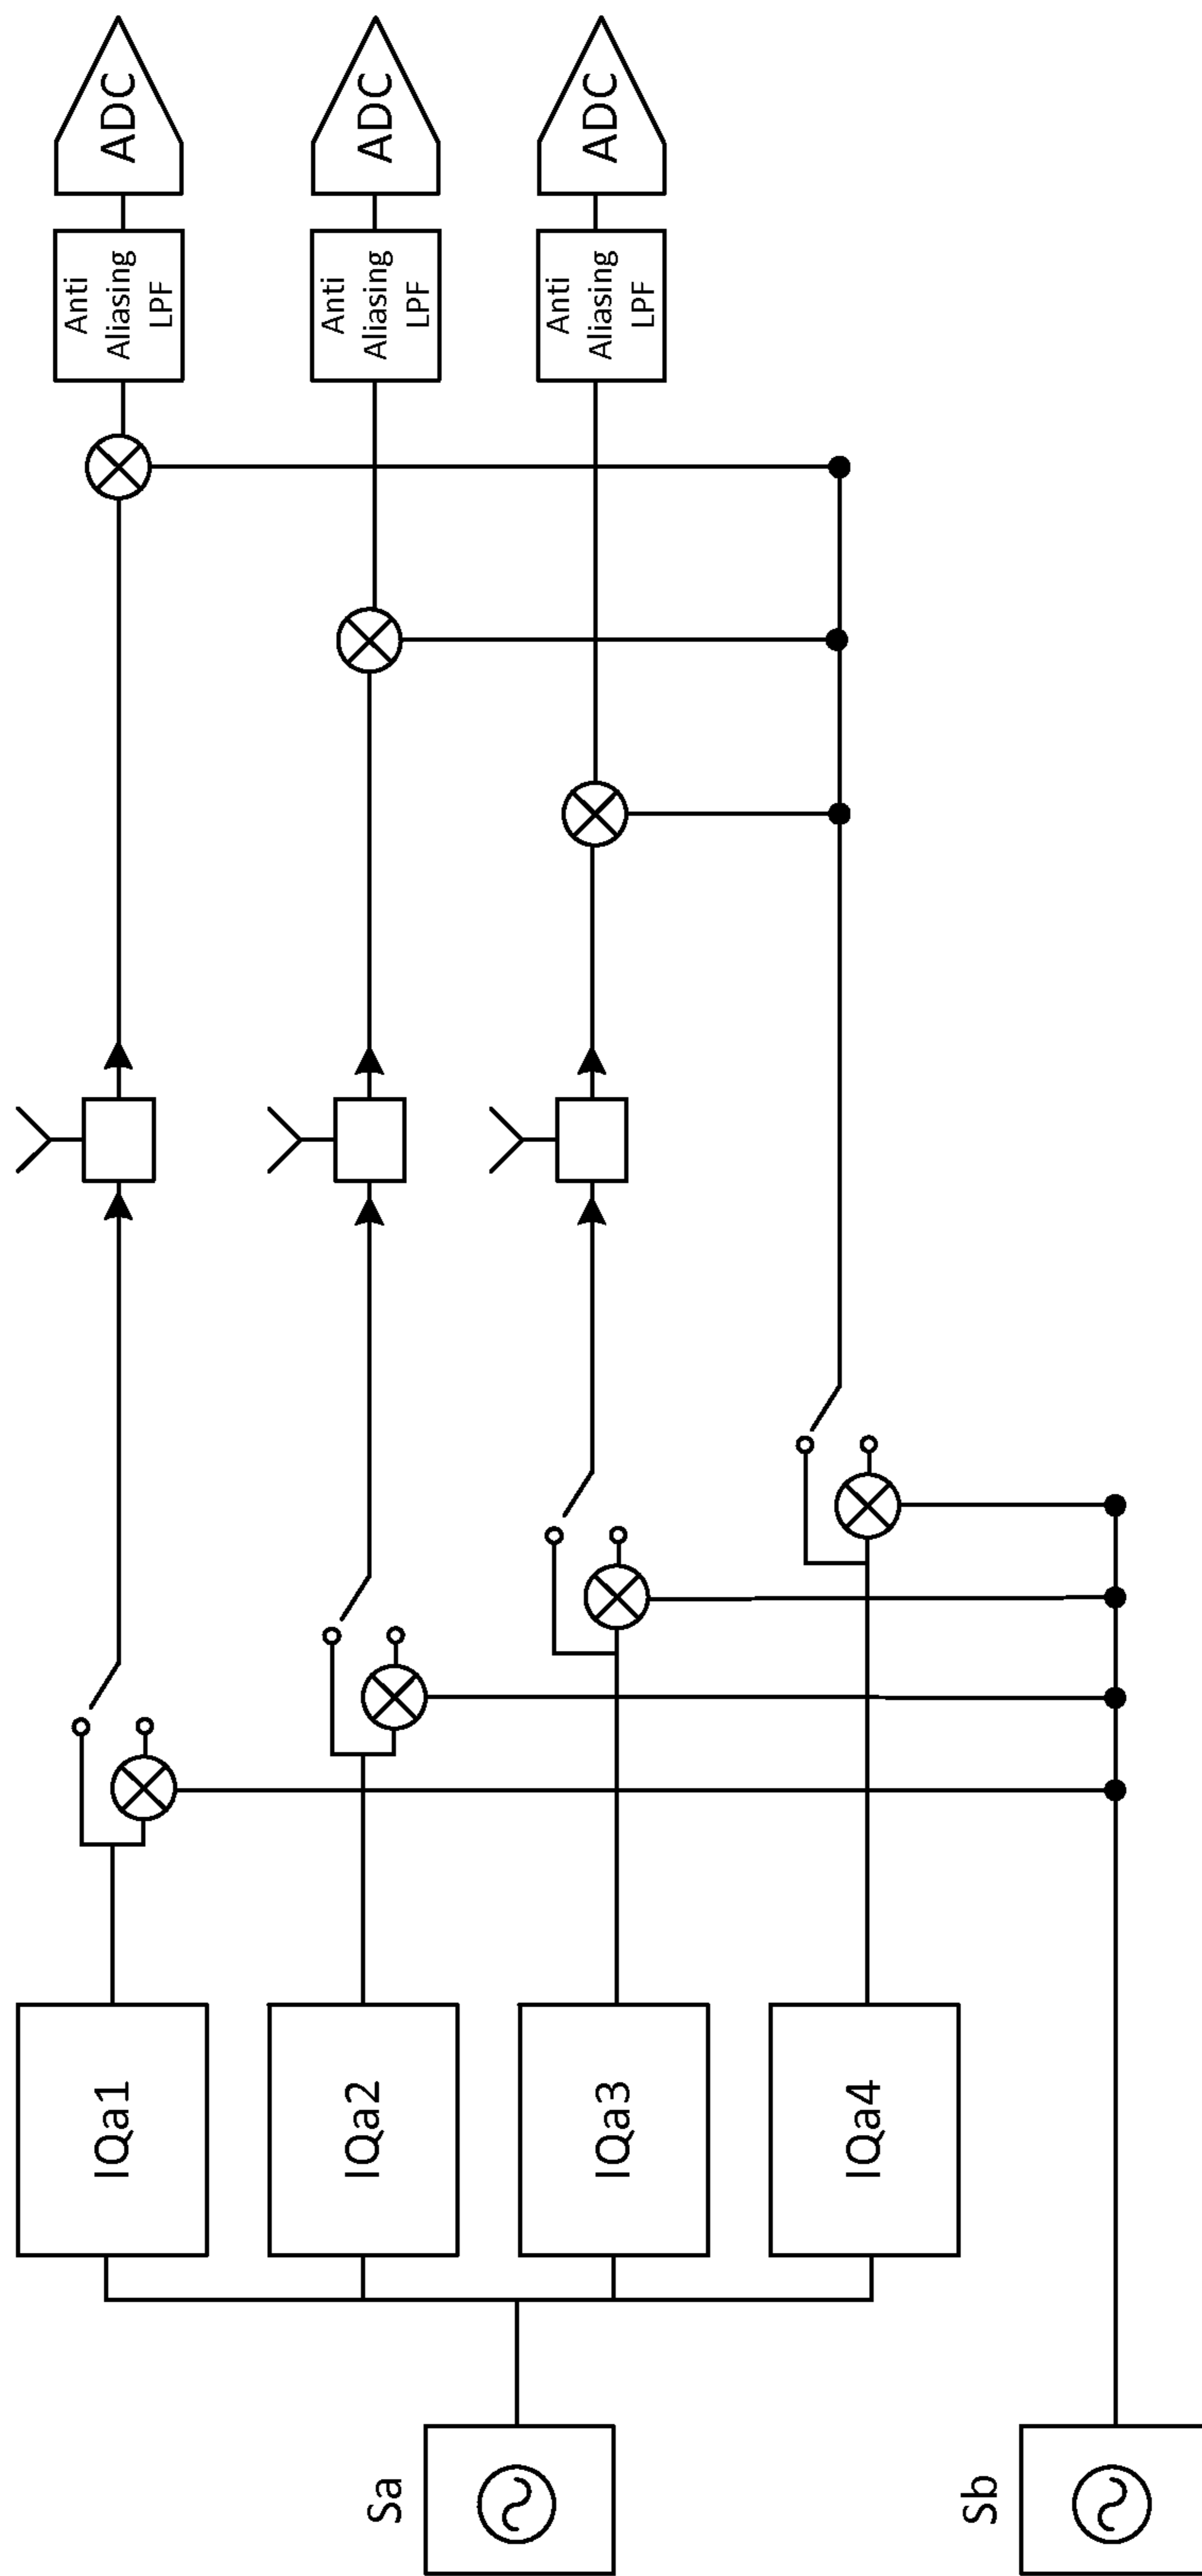 ADC
ADC
ADC
Anti
Aliasing
LPF
Anti
Aliasing
LPF
Anti
Aliasing
LPF
IQa1
IQa2
IQa3
IQa4
Sa
Sb